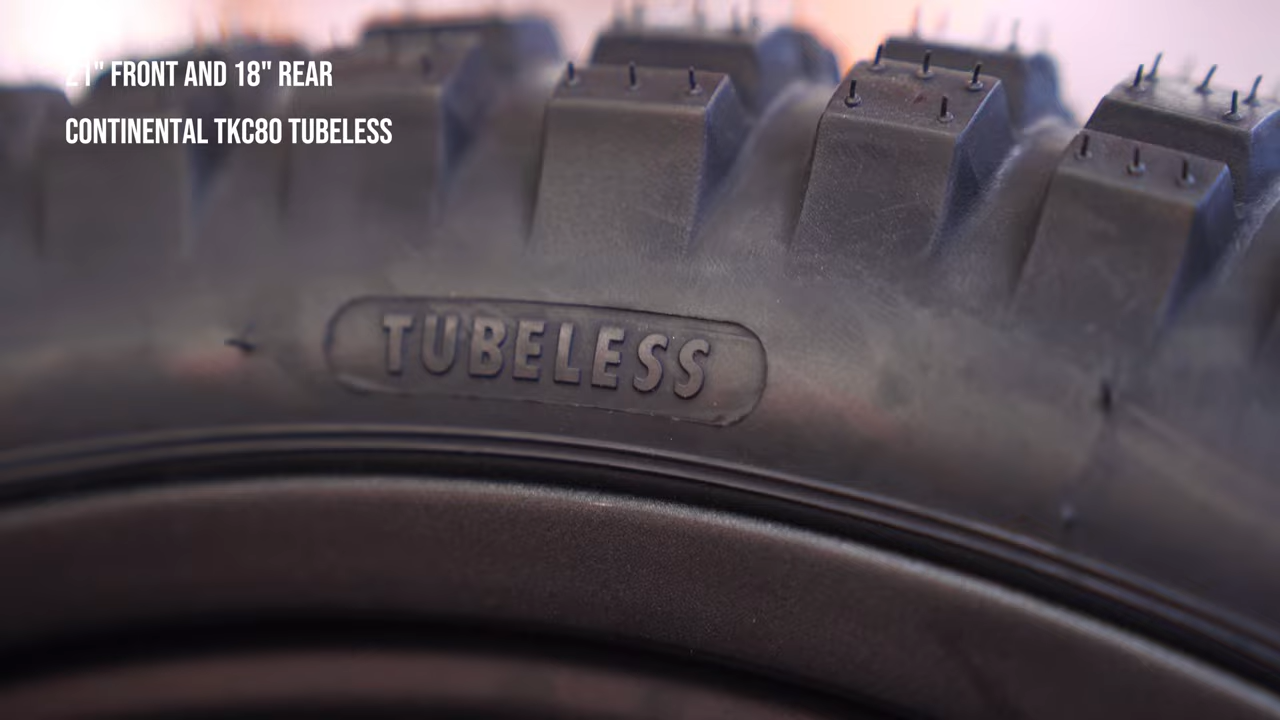 21" FRONT AND 18" REAR
CONTINENTAL TKC80 TUBELESS
TUBELESS